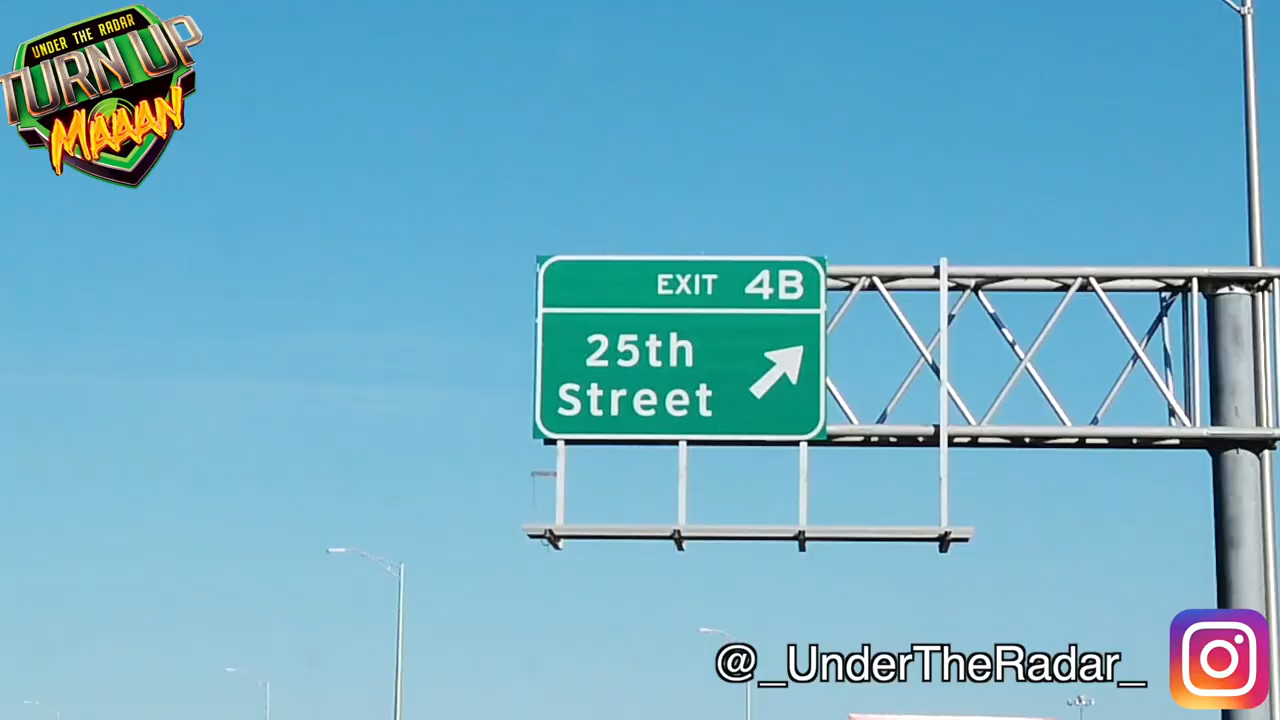 UNDER THE RADAR
TURN UP
MAAAN
EXIT 4B
25th
Street
@_UnderTheRadar_